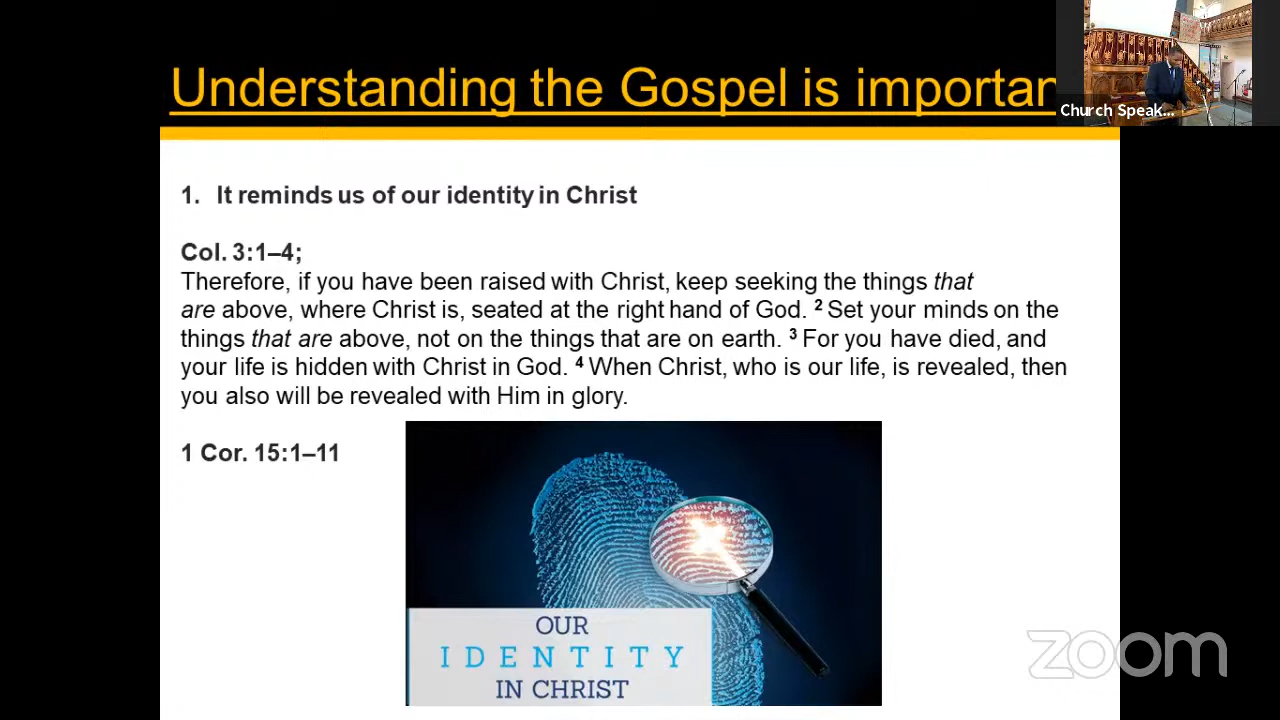 Understanding the Gospel is importan
Church Speak...
1. It reminds us of our identity in Christ
Col. 3:1–4;
Therefore, if you have been raised with Christ, keep seeking the things that
are above, where Christ is, seated at the right hand of God. 2 Set your minds on the
things that are above, not on the things that are on earth. 3 For you have died, and
your life is hidden with Christ in God. 4 When Christ, who is our life, is revealed, then
you also will be revealed with Him in glory.
1 Cor. 15:1–11
OUR
IDENTITY
IN CHRIST
zoom